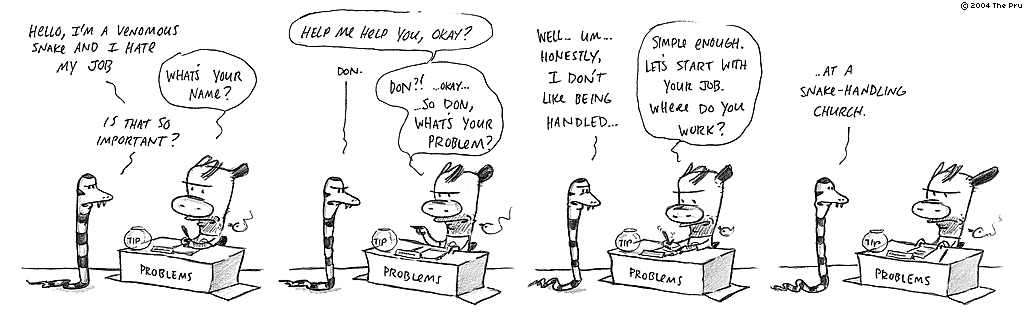 © 2004 The Pru
HELLO, I'M A VENOMOUS
SNAKE AND I HATE
MY JOB
WHAT'S YOUR
NAME?
IS THAT SO
IMPORTANT?
TIP
PROBLEMS
HELP ME HELP YOU, OKAY?
DON.
DON?! ..OKAY...
...SO DON,
WHAT'S YOUR
PROBLEM?
TIP
PROBLEMS
WELL.. UM...
HONESTLY,
I DON'T
LIKE BEING
HANDLED...
SIMPLE ENOUGH.
LET'S START WITH
YOUR JOB.
WHERE DO YOU
WORK?
TIP
PROBLEMS
..AT A
SNAKE-HANDLING
CHURCH.
TIP
PROBLEMS